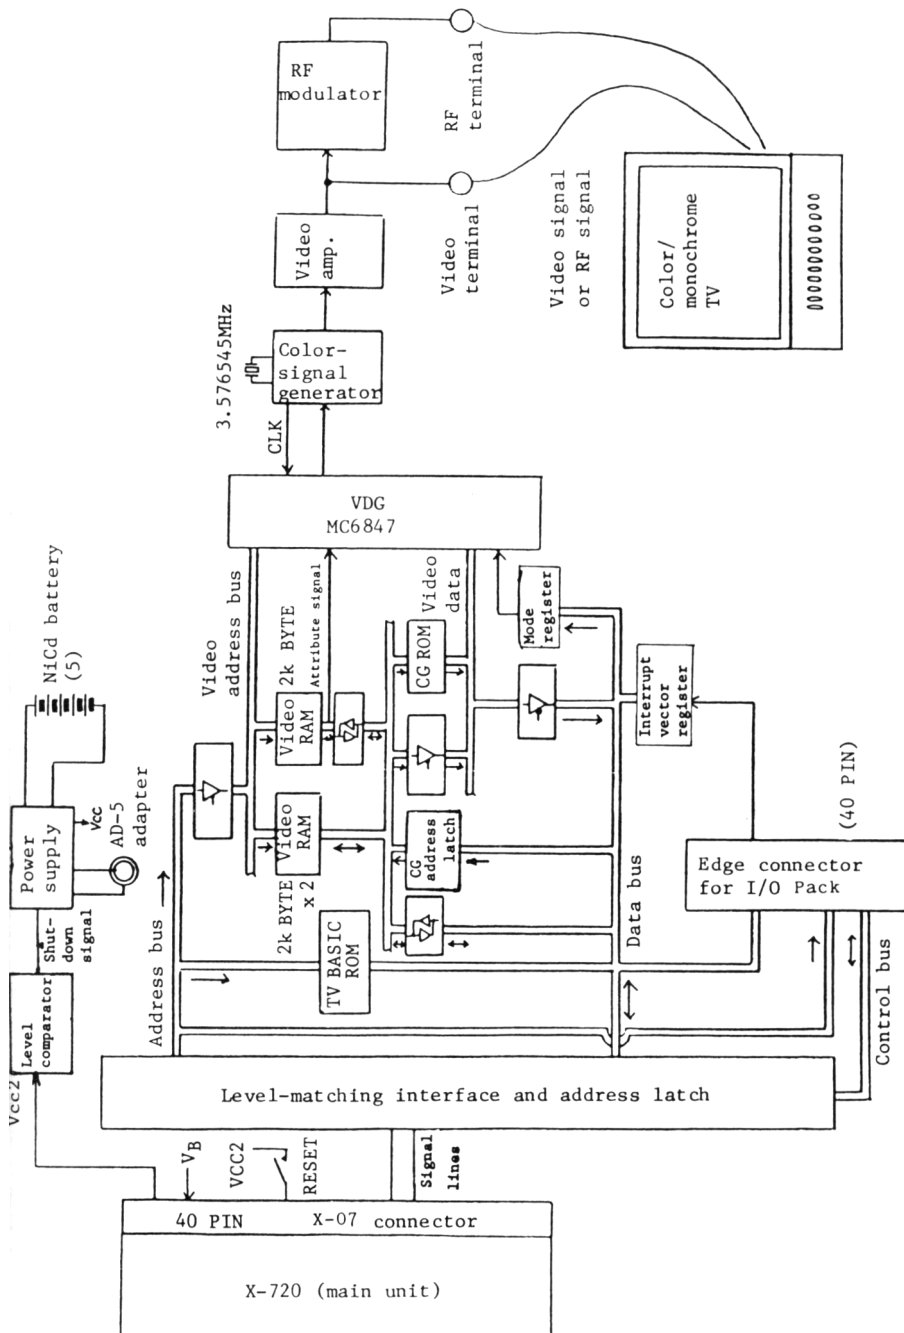 RF
modulator
RF
terminal
Video
amp.
Video
terminal
Video signal
or RF signal
Color/
monochrome
TV
3.576545MHz
Color-
signal
generator
CLK
VDG
MC6847
NiCd battery
(5)
Video
address bus
2k BYTE
Attribute signal
Video
data
Mode
register
Video
RAM
CG ROM
Interrupt
vector
register
Power
supply
Vcc
AD-5
adapter
Video
RAM
2k BYTE
x 2
CG
address
latch
(40 PIN)
Edge connector
for I/O Pack
Shut-
down
signal
Address bus
TV BASIC
ROM
Data bus
Control bus
Level
comparator
Vcc2
Level-matching interface and address latch
VB
VCC2
RESET
Signal
lines
40 PIN
X-07 connector
X-720 (main unit)